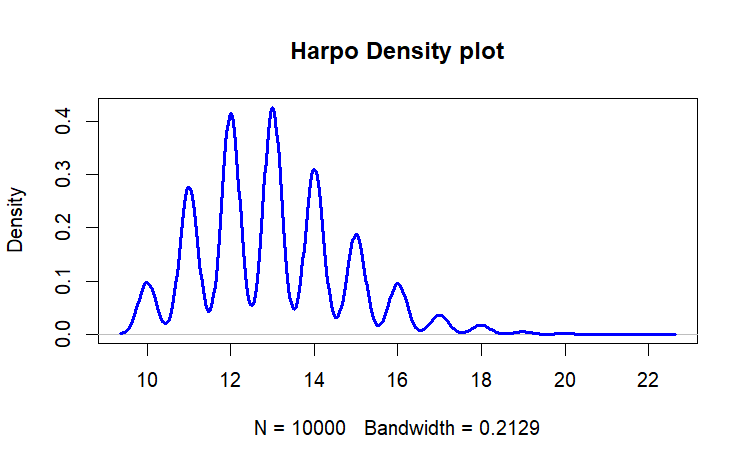 Harpo Density plot
Density
0.4
0.3
0.2
0.1
0.0
10 12 14 16 18 20 22
N = 10000 Bandwidth = 0.2129